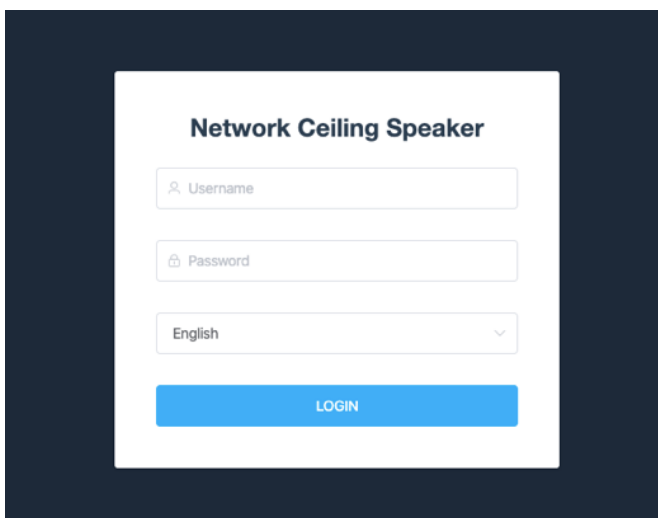 Network Ceiling Speaker
Username
Password
English
LOGIN